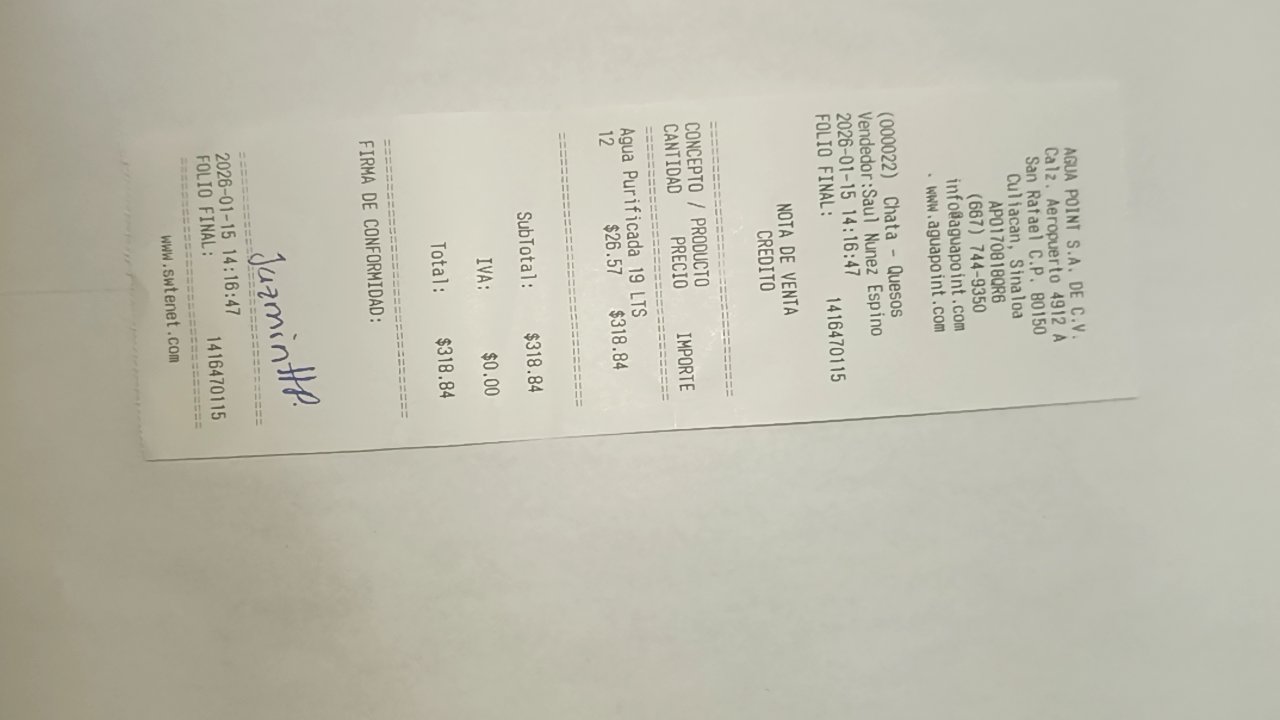 AGUA POINT S.A. DE C.V.
Calz. Aeropuerto 4912 A
San Rafael C.P. 80150
Culiacan, Sinaloa
APO170818QR6
(667) 744-9350
info@aguapoint.com
. www.aguapoint.com
(000022) Chata - Quesos
Vendedor:Saul Nunez Espino
2026-01-15 14:16:47
FOLIO FINAL: 1416470115
NOTA DE VENTA
CREDITO
==============================
CONCEPTO / PRODUCTO
CANTIDAD PRECIO IMPORTE
==============================
Agua Purificada 19 LTS
12 $26.57 $318.84
==============================
SubTotal: $318.84
IVA: $0.00
Total: $318.84
==============================
FIRMA DE CONFORMIDAD:
JazminHP.
==============================
2026-01-15 14:16:47
FOLIO FINAL: 1416470115
==============================
www.swtenet.com